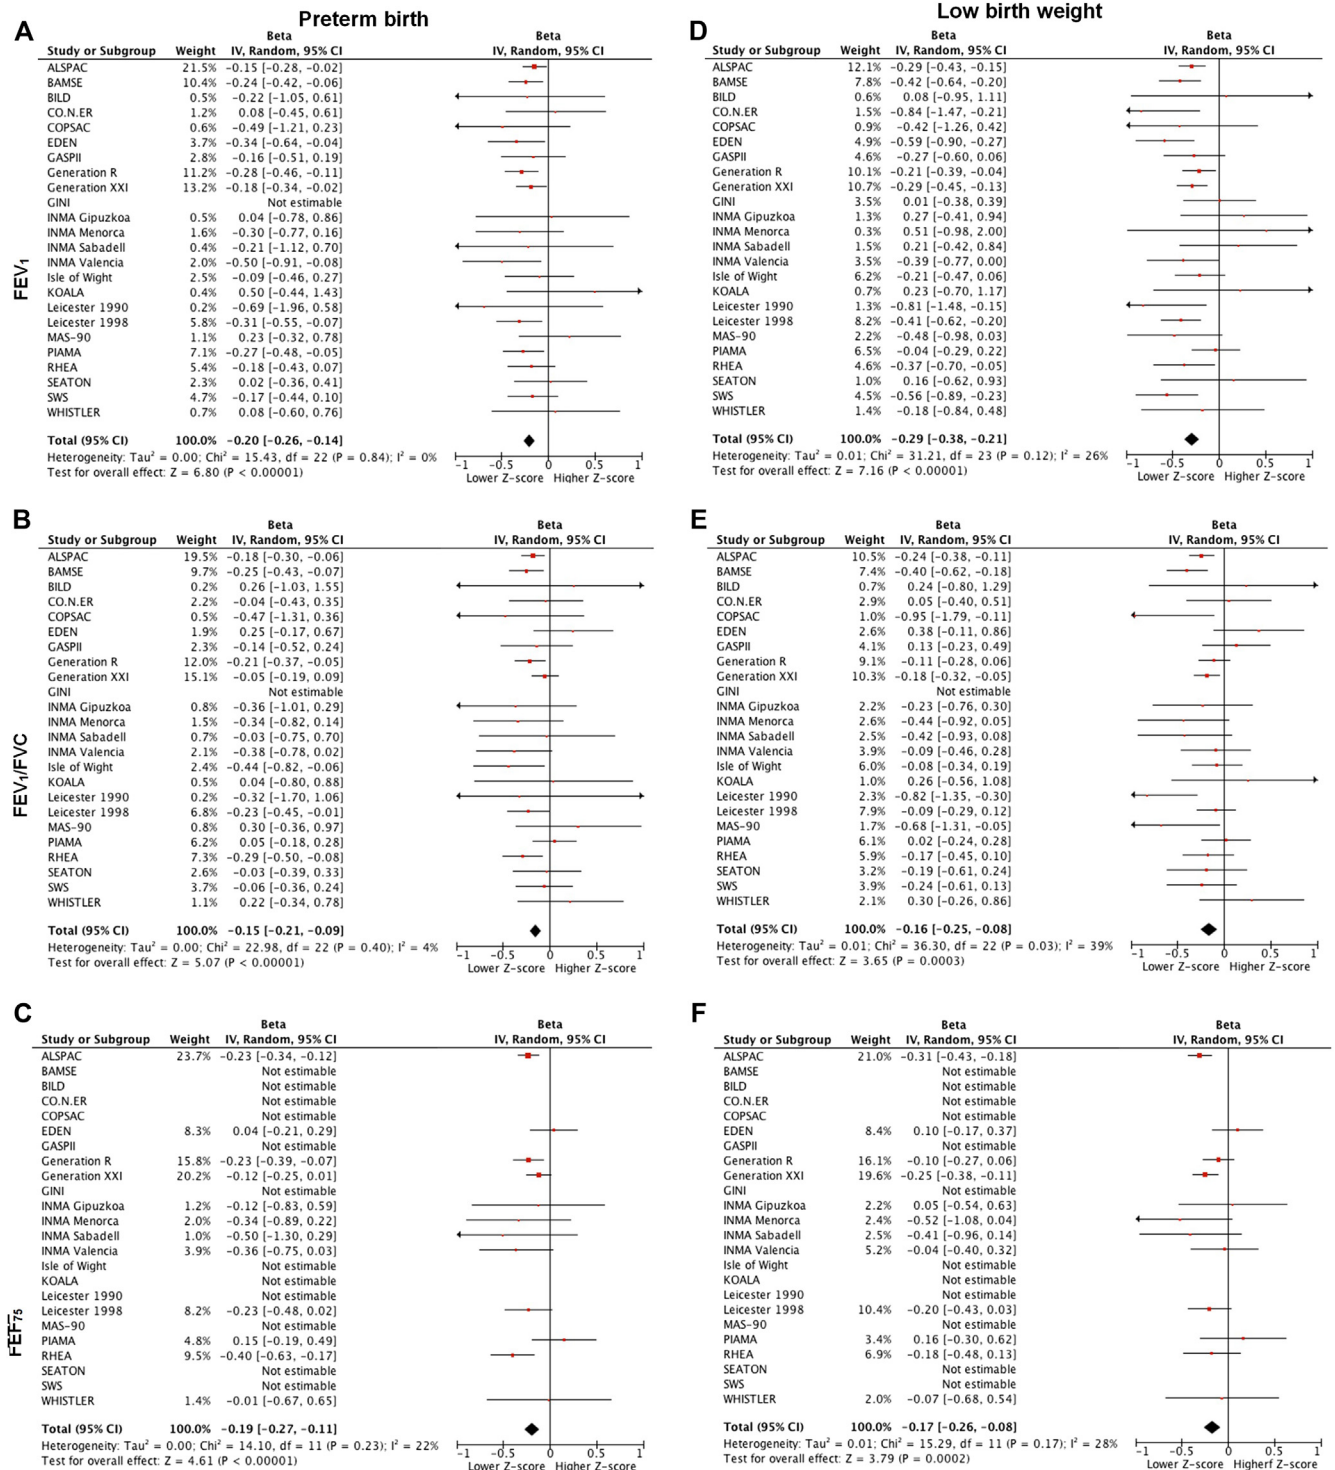 Preterm birth
A
Beta Beta
Study or Subgroup Weight IV, Random, 95% CI IV, Random, 95% CI
ALSPAC 21.5% −0.15 [−0.28, −0.02]
BAMSE 10.4% −0.24 [−0.42, −0.06]
BILD 0.5% −0.22 [−1.05, 0.61]
CO.N.ER 1.2% 0.08 [−0.45, 0.61]
COPSAC 0.6% −0.49 [−1.21, 0.23]
EDEN 3.7% −0.34 [−0.64, −0.04]
GASPII 2.8% −0.16 [−0.51, 0.19]
Generation R 11.2% −0.28 [−0.46, −0.11]
Generation XXI 13.2% −0.18 [−0.34, −0.02]
GINI Not estimable
INMA Gipuzkoa 0.5% 0.04 [−0.78, 0.86]
INMA Menorca 1.6% −0.30 [−0.77, 0.16]
INMA Sabadell 0.4% −0.21 [−1.12, 0.70]
INMA Valencia 2.0% −0.50 [−0.91, −0.08]
Isle of Wight 2.5% −0.09 [−0.46, 0.27]
KOALA 0.4% 0.50 [−0.44, 1.43]
Leicester 1990 0.2% −0.69 [−1.96, 0.58]
Leicester 1998 5.8% −0.31 [−0.55, −0.07]
MAS-90 1.1% 0.23 [−0.32, 0.78]
PIAMA 7.1% −0.27 [−0.48, −0.05]
RHEA 5.4% −0.18 [−0.43, 0.07]
SEATON 2.3% 0.02 [−0.36, 0.41]
SWS 4.7% −0.17 [−0.44, 0.10]
WHISTLER 0.7% 0.08 [−0.60, 0.76]
Total (95% CI) 100.0% −0.20 [−0.26, −0.14]
Heterogeneity: Tau² = 0.00; Chi² = 15.43, df = 22 (P = 0.84); I² = 0%
Test for overall effect: Z = 6.80 (P < 0.00001)
−1 −0.5 0 0.5 1
Lower Z-score Higher Z-score
FEV₁
B
Beta Beta
Study or Subgroup Weight IV, Random, 95% CI IV, Random, 95% CI
ALSPAC 19.5% −0.18 [−0.30, −0.06]
BAMSE 9.7% −0.25 [−0.43, −0.07]
BILD 0.2% 0.26 [−1.03, 1.55]
CO.N.ER 2.2% −0.04 [−0.43, 0.35]
COPSAC 0.5% −0.47 [−1.31, 0.36]
EDEN 1.9% 0.25 [−0.17, 0.67]
GASPII 2.3% −0.14 [−0.52, 0.24]
Generation R 12.0% −0.21 [−0.37, −0.05]
Generation XXI 15.1% −0.05 [−0.19, 0.09]
GINI Not estimable
INMA Gipuzkoa 0.8% −0.36 [−1.01, 0.29]
INMA Menorca 1.5% −0.34 [−0.82, 0.14]
INMA Sabadell 0.7% −0.03 [−0.75, 0.70]
INMA Valencia 2.1% −0.38 [−0.78, 0.02]
Isle of Wight 2.4% −0.44 [−0.82, −0.06]
KOALA 0.5% 0.04 [−0.80, 0.88]
Leicester 1990 0.2% −0.32 [−1.70, 1.06]
Leicester 1998 6.8% −0.23 [−0.45, −0.01]
MAS-90 0.8% 0.30 [−0.36, 0.97]
PIAMA 6.2% 0.05 [−0.18, 0.28]
RHEA 7.3% −0.29 [−0.50, −0.08]
SEATON 2.6% −0.03 [−0.39, 0.33]
SWS 3.7% −0.06 [−0.36, 0.24]
WHISTLER 1.1% 0.22 [−0.34, 0.78]
Total (95% CI) 100.0% −0.15 [−0.21, −0.09]
Heterogeneity: Tau² = 0.00; Chi² = 22.98, df = 22 (P = 0.40); I² = 4%
Test for overall effect: Z = 5.07 (P < 0.00001)
−1 −0.5 0 0.5 1
Lower Z-score Higher Z-score
FEV₁/FVC
C
Beta Beta
Study or Subgroup Weight IV, Random, 95% CI IV, Random, 95% CI
ALSPAC 23.7% −0.23 [−0.34, −0.12]
BAMSE Not estimable
BILD Not estimable
CO.N.ER Not estimable
COPSAC Not estimable
EDEN 8.3% 0.04 [−0.21, 0.29]
GASPII Not estimable
Generation R 15.8% −0.23 [−0.39, −0.07]
Generation XXI 20.2% −0.12 [−0.25, 0.01]
GINI Not estimable
INMA Gipuzkoa 1.2% −0.12 [−0.83, 0.59]
INMA Menorca 2.0% −0.34 [−0.89, 0.22]
INMA Sabadell 1.0% −0.50 [−1.30, 0.29]
INMA Valencia 3.9% −0.36 [−0.75, 0.03]
Isle of Wight Not estimable
KOALA Not estimable
Leicester 1990 Not estimable
Leicester 1998 8.2% −0.23 [−0.48, 0.02]
MAS-90 Not estimable
PIAMA 4.8% 0.15 [−0.19, 0.49]
RHEA 9.5% −0.40 [−0.63, −0.17]
SEATON Not estimable
SWS Not estimable
WHISTLER 1.4% −0.01 [−0.67, 0.65]
Total (95% CI) 100.0% −0.19 [−0.27, −0.11]
Heterogeneity: Tau² = 0.00; Chi² = 14.10, df = 11 (P = 0.23); I² = 22%
Test for overall effect: Z = 4.61 (P < 0.00001)
−1 −0.5 0 0.5 1
Lower Z-score Higher Z-score
FEF₇₅
Low birth weight
D
Beta Beta
Study or Subgroup Weight IV, Random, 95% CI IV, Random, 95% CI
ALSPAC 12.1% −0.29 [−0.43, −0.15]
BAMSE 7.8% −0.42 [−0.64, −0.20]
BILD 0.6% 0.08 [−0.95, 1.11]
CO.N.ER 1.5% −0.84 [−1.47, −0.21]
COPSAC 0.9% −0.42 [−1.26, 0.42]
EDEN 4.9% −0.59 [−0.90, −0.27]
GASPII 4.6% −0.27 [−0.60, 0.06]
Generation R 10.1% −0.21 [−0.39, −0.04]
Generation XXI 10.7% −0.29 [−0.45, −0.13]
GINI 3.5% 0.01 [−0.38, 0.39]
INMA Gipuzkoa 1.3% 0.27 [−0.41, 0.94]
INMA Menorca 0.3% 0.51 [−0.98, 2.00]
INMA Sabadell 1.5% 0.21 [−0.42, 0.84]
INMA Valencia 3.5% −0.39 [−0.77, 0.00]
Isle of Wight 6.2% −0.21 [−0.47, 0.06]
KOALA 0.7% 0.23 [−0.70, 1.17]
Leicester 1990 1.3% −0.81 [−1.48, −0.15]
Leicester 1998 8.2% −0.41 [−0.62, −0.20]
MAS-90 2.2% −0.48 [−0.98, 0.03]
PIAMA 6.5% −0.04 [−0.29, 0.22]
RHEA 4.6% −0.37 [−0.70, −0.05]
SEATON 1.0% 0.16 [−0.62, 0.93]
SWS 4.5% −0.56 [−0.89, −0.23]
WHISTLER 1.4% −0.18 [−0.84, 0.48]
Total (95% CI) 100.0% −0.29 [−0.38, −0.21]
Heterogeneity: Tau² = 0.01; Chi² = 31.21, df = 23 (P = 0.12); I² = 26%
Test for overall effect: Z = 7.16 (P < 0.00001)
−1 −0.5 0 0.5 1
Lower Z-score Higher Z-score
E
Beta Beta
Study or Subgroup Weight IV, Random, 95% CI IV, Random, 95% CI
ALSPAC 10.5% −0.24 [−0.38, −0.11]
BAMSE 7.4% −0.40 [−0.62, −0.18]
BILD 0.7% 0.24 [−0.80, 1.29]
CO.N.ER 2.9% 0.05 [−0.40, 0.51]
COPSAC 1.0% −0.95 [−1.79, −0.11]
EDEN 2.6% 0.38 [−0.11, 0.86]
GASPII 4.1% 0.13 [−0.23, 0.49]
Generation R 9.1% −0.11 [−0.28, 0.06]
Generation XXI 10.3% −0.18 [−0.32, −0.05]
GINI Not estimable
INMA Gipuzkoa 2.2% −0.23 [−0.76, 0.30]
INMA Menorca 2.6% −0.44 [−0.92, 0.05]
INMA Sabadell 2.5% −0.42 [−0.93, 0.08]
INMA Valencia 3.9% −0.09 [−0.46, 0.28]
Isle of Wight 6.0% −0.08 [−0.34, 0.19]
KOALA 1.0% 0.26 [−0.56, 1.08]
Leicester 1990 2.3% −0.82 [−1.35, −0.30]
Leicester 1998 7.9% −0.09 [−0.29, 0.12]
MAS-90 1.7% −0.68 [−1.31, −0.05]
PIAMA 6.1% 0.02 [−0.24, 0.28]
RHEA 5.9% −0.17 [−0.45, 0.10]
SEATON 3.2% −0.19 [−0.61, 0.24]
SWS 3.9% −0.24 [−0.61, 0.13]
WHISTLER 2.1% 0.30 [−0.26, 0.86]
Total (95% CI) 100.0% −0.16 [−0.25, −0.08]
Heterogeneity: Tau² = 0.01; Chi² = 36.30, df = 22 (P = 0.03); I² = 39%
Test for overall effect: Z = 3.65 (P = 0.0003)
−1 −0.5 0 0.5 1
Lower Z-score Higher Z-score
F
Beta Beta
Study or Subgroup Weight IV, Random, 95% CI IV, Random, 95% CI
ALSPAC 21.0% −0.31 [−0.43, −0.18]
BAMSE Not estimable
BILD Not estimable
CO.N.ER Not estimable
COPSAC Not estimable
EDEN 8.4% 0.10 [−0.17, 0.37]
GASPII Not estimable
Generation R 16.1% −0.10 [−0.27, 0.06]
Generation XXI 19.6% −0.25 [−0.38, −0.11]
GINI Not estimable
INMA Gipuzkoa 2.2% 0.05 [−0.54, 0.63]
INMA Menorca 2.4% −0.52 [−1.08, 0.04]
INMA Sabadell 2.5% −0.41 [−0.96, 0.14]
INMA Valencia 5.2% −0.04 [−0.40, 0.32]
Isle of Wight Not estimable
KOALA Not estimable
Leicester 1990 Not estimable
Leicester 1998 10.4% −0.20 [−0.43, 0.03]
MAS-90 Not estimable
PIAMA 3.4% 0.16 [−0.30, 0.62]
RHEA 6.9% −0.18 [−0.48, 0.13]
SEATON Not estimable
SWS Not estimable
WHISTLER 2.0% −0.07 [−0.68, 0.54]
Total (95% CI) 100.0% −0.17 [−0.26, −0.08]
Heterogeneity: Tau² = 0.01; Chi² = 15.29, df = 11 (P = 0.17); I² = 28%
Test for overall effect: Z = 3.79 (P = 0.0002)
−1 −0.5 0 0.5 1
Lower Z-score Higherf Z-score